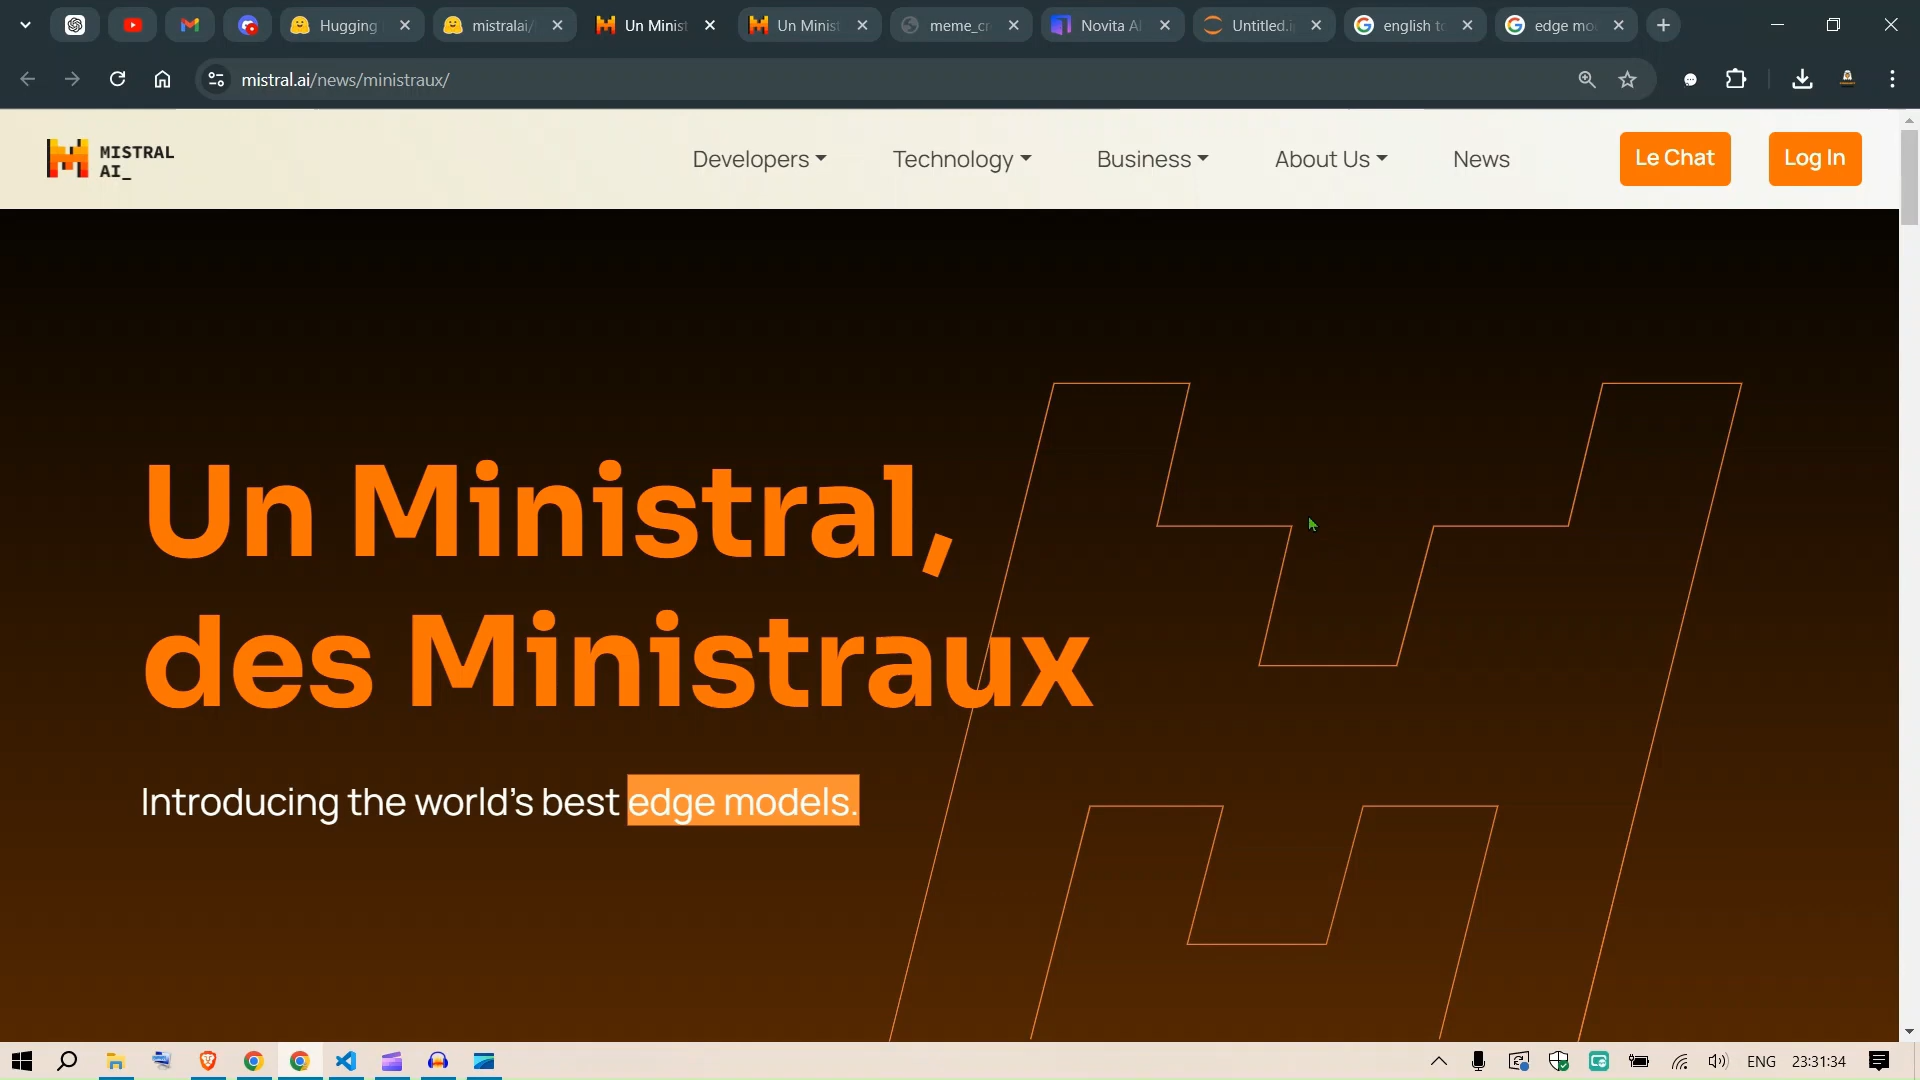 Hugging
mistralai/
Un Minist
Un Minist
meme_cr
Novita AI
Untitled.i
english to
edge mo
mistral.ai/news/ministraux/
MISTRAL
AI_
Developers
Technology
Business
About Us
News
Le Chat
Log In
Un Ministral,
des Ministraux
Introducing the world's best edge models.
ENG
23:31:34